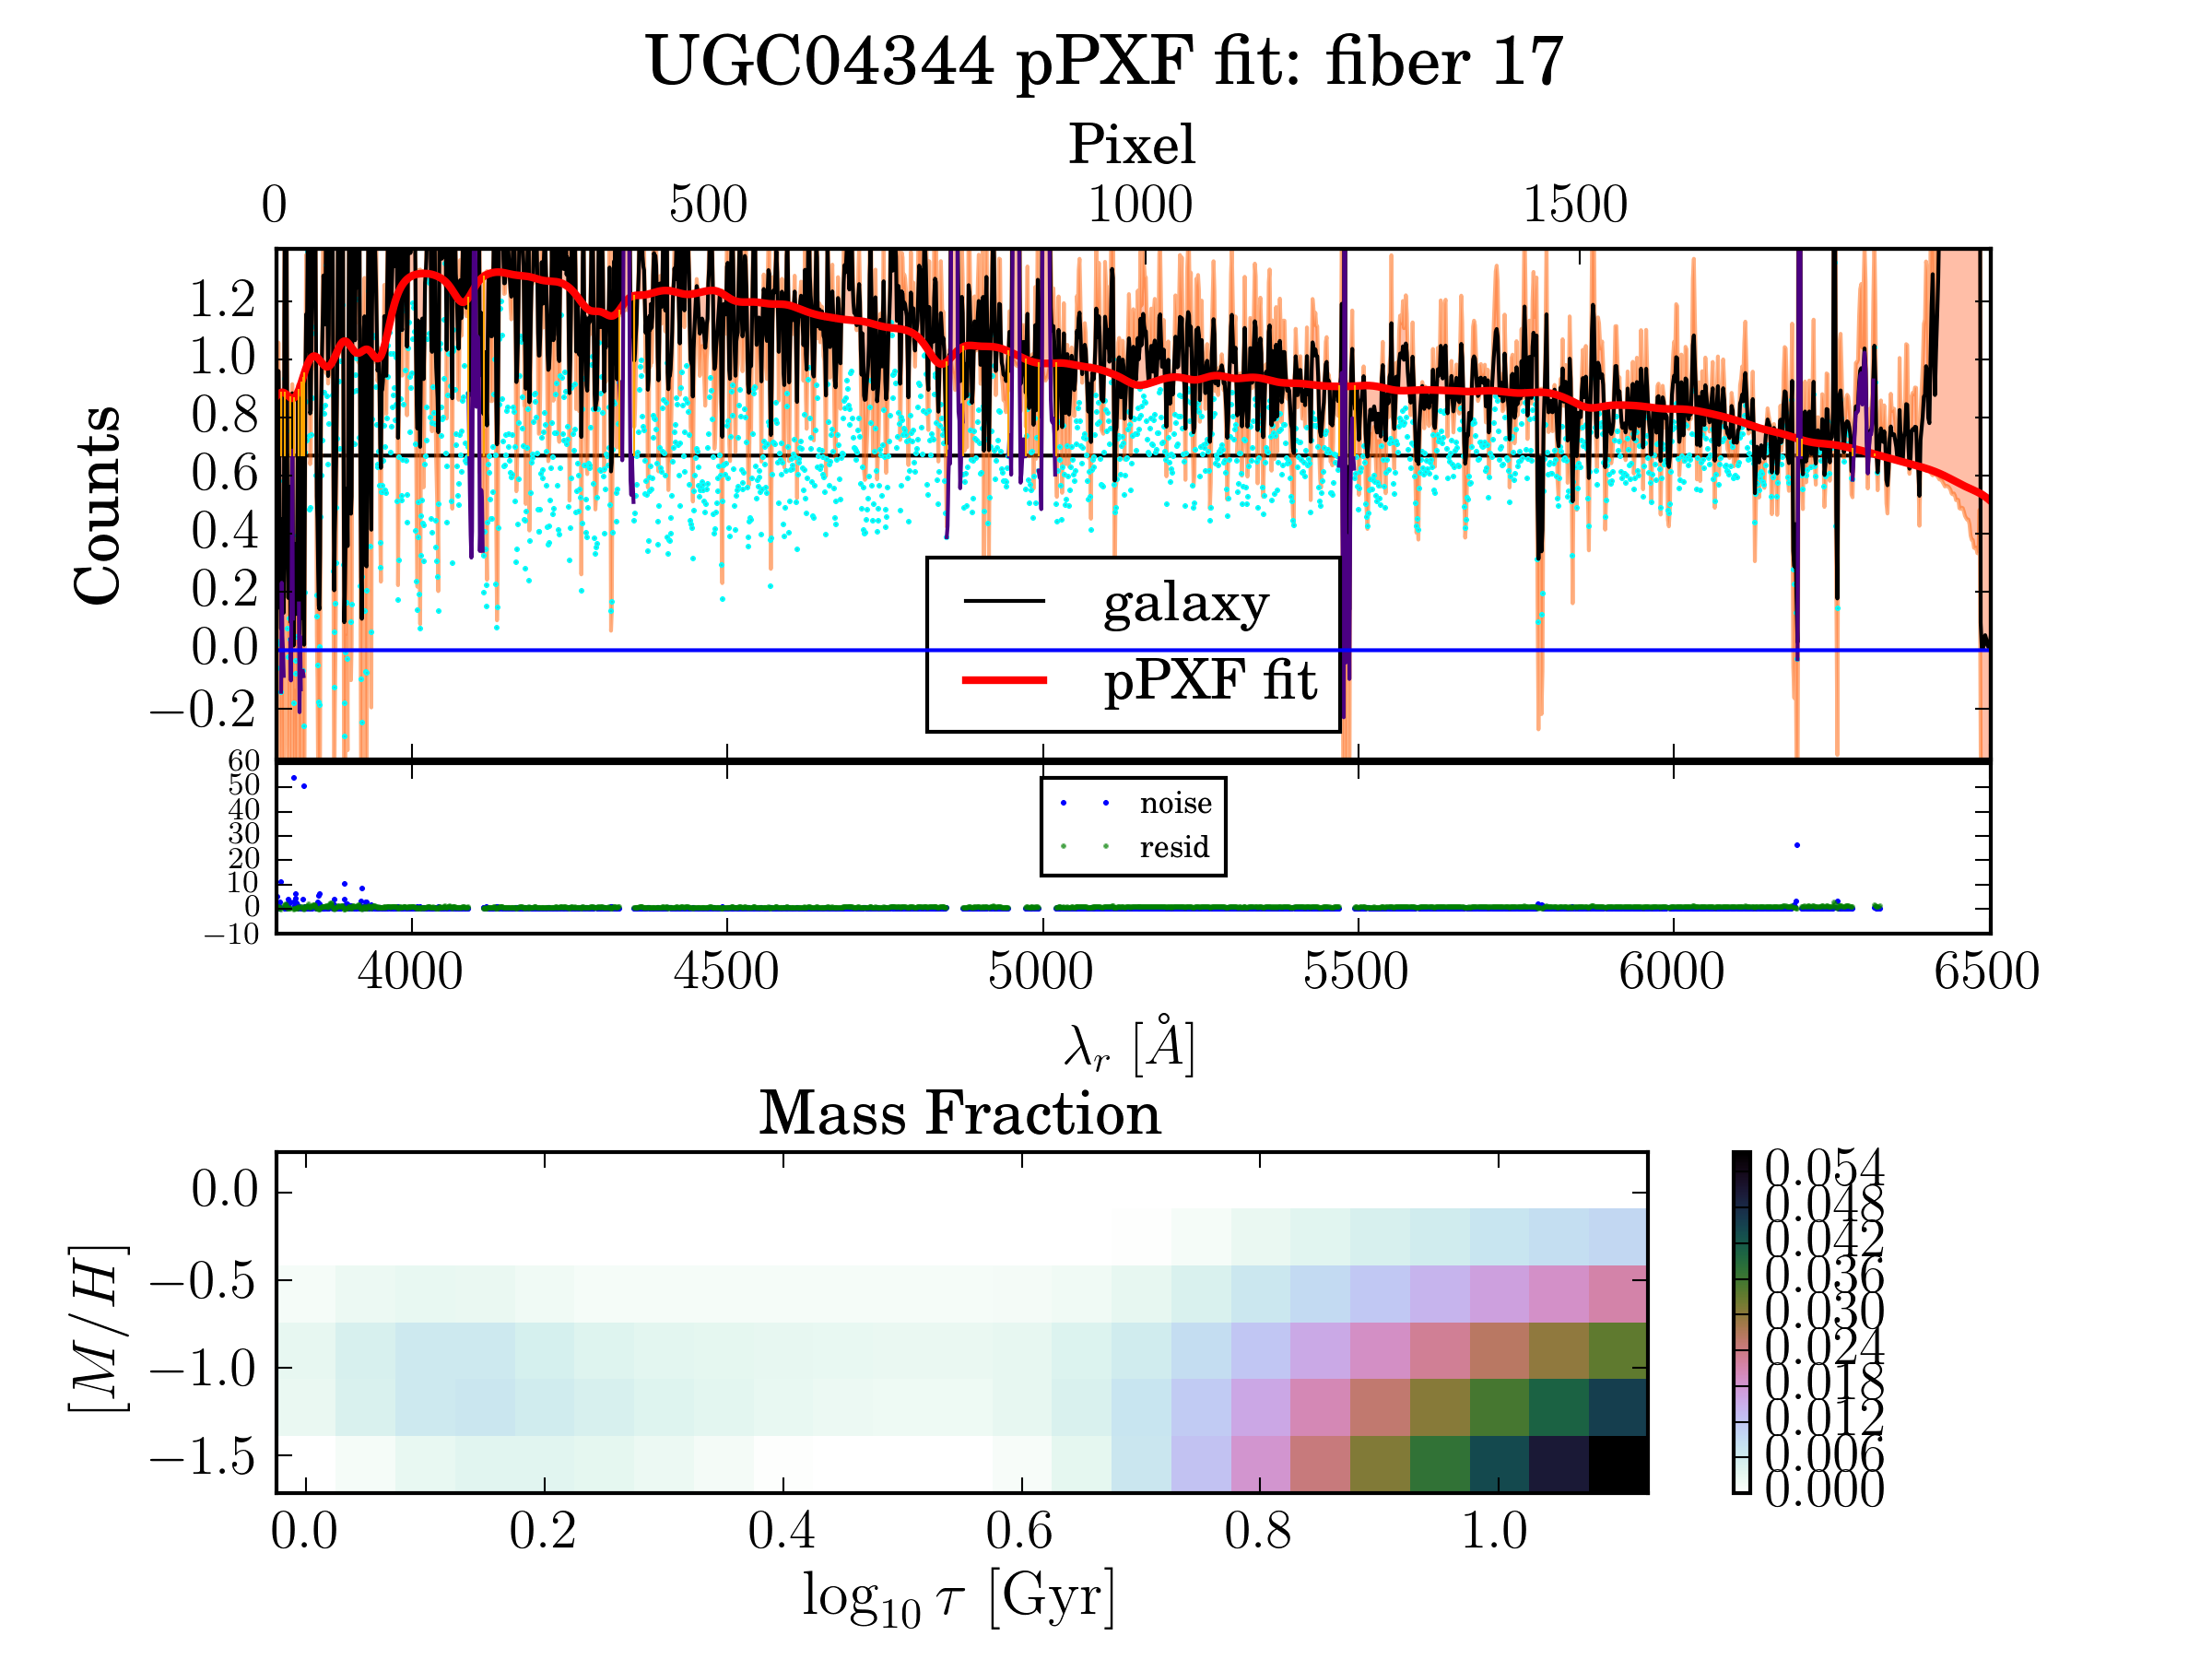 UGC04344 pPXF fit: fiber 17
Pixel
0 500 1000 1500
Counts
1.2
1.0
0.8
0.6
0.4
0.2
0.0
−0.2
galaxy
pPXF fit
60
50
40
30
20
10
0
−10
noise
resid
4000 4500 5000 5500 6000 6500
λr [Å]
Mass Fraction
[M/H]
0.0
−0.5
−1.0
−1.5
0.0 0.2 0.4 0.6 0.8 1.0
log10 τ [Gyr]
0.054
0.048
0.042
0.036
0.030
0.024
0.018
0.012
0.006
0.000